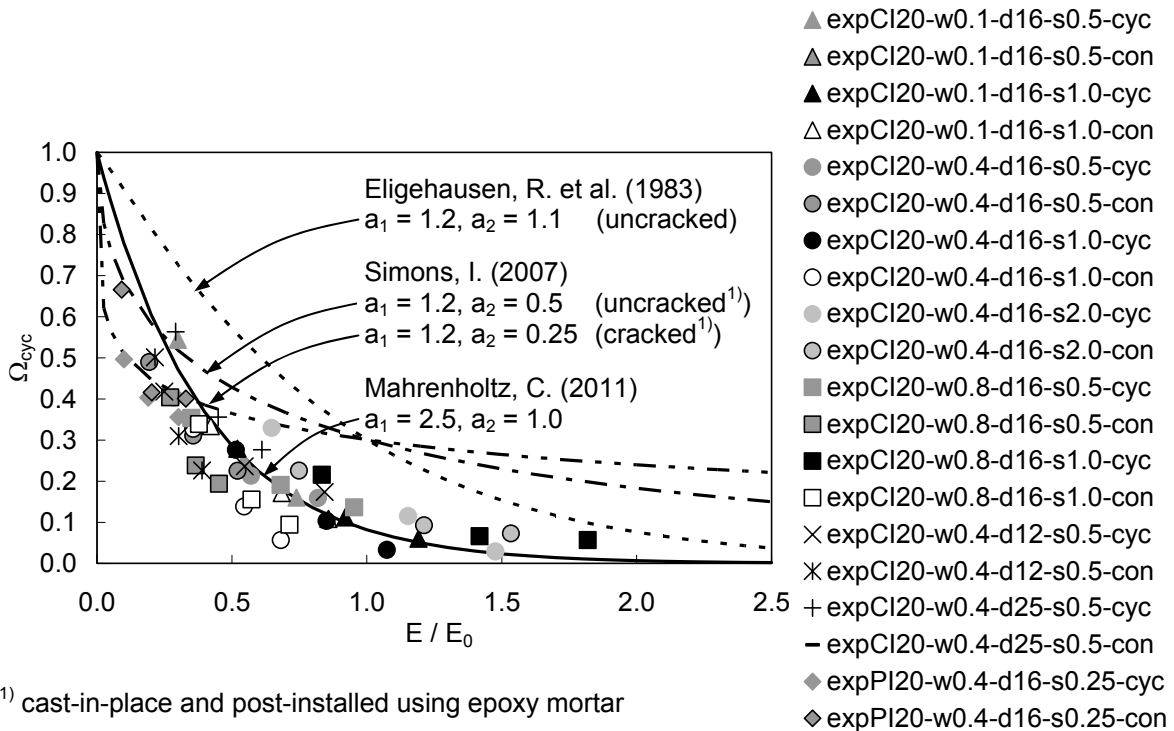 expCI20-w0.1-d16-s0.5-cyc
expCI20-w0.1-d16-s0.5-con
expCI20-w0.1-d16-s1.0-cyc
expCI20-w0.1-d16-s1.0-con
expCI20-w0.4-d16-s0.5-cyc
expCI20-w0.4-d16-s0.5-con
expCI20-w0.4-d16-s1.0-cyc
expCI20-w0.4-d16-s1.0-con
expCI20-w0.4-d16-s2.0-cyc
expCI20-w0.4-d16-s2.0-con
expCI20-w0.8-d16-s0.5-cyc
expCI20-w0.8-d16-s0.5-con
expCI20-w0.8-d16-s1.0-cyc
expCI20-w0.8-d16-s1.0-con
expCI20-w0.4-d12-s0.5-cyc
expCI20-w0.4-d12-s0.5-con
expCI20-w0.4-d25-s0.5-cyc
expCI20-w0.4-d25-s0.5-con
expPI20-w0.4-d16-s0.25-cyc
expPI20-w0.4-d16-s0.25-con
1.0
0.9
0.8
0.7
0.6
0.5
0.4
0.3
0.2
0.1
0.0
Ωcyc
Eligehausen, R. et al. (1983)
a1 = 1.2, a2 = 1.1 (uncracked)
Simons, I. (2007)
a1 = 1.2, a2 = 0.5 (uncracked1))
a1 = 1.2, a2 = 0.25 (cracked1))
Mahrenholtz, C. (2011)
a1 = 2.5, a2 = 1.0
0.0 0.5 1.0 1.5 2.0 2.5
E / E0
1) cast-in-place and post-installed using epoxy mortar